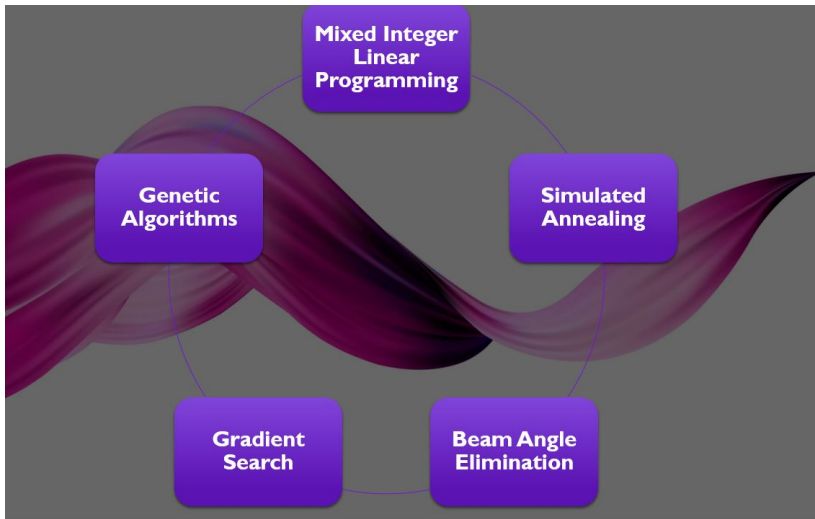 Mixed Integer
Linear
Programming
Genetic
Algorithms
Simulated
Annealing
Gradient
Search
Beam Angle
Elimination